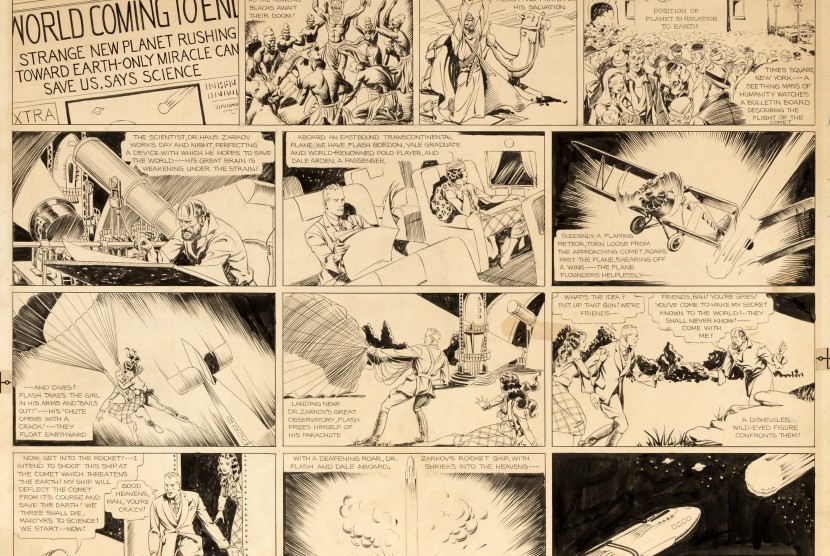 WORLD COMING TO END
STRANGE NEW PLANET RUSHING
TOWARD EARTH-ONLY MIRACLE CAN
SAVE US, SAYS SCIENCE
XTRA
BLACKS AWAIT
THEIR DOOM!
HIS SALVATION
POSITION OF
PLANET IN RELATION
TO EARTH
TIMES SQUARE,
NEW YORK---A
SEETHING MASS OF
HUMANITY WATCHES
A BULLETIN BOARD
DESCRIBING THE
FLIGHT OF THE
COMET
THE SCIENTIST, DR. HANS ZARKOV,
WORKS DAY AND NIGHT, PERFECTING
A DEVICE WITH WHICH HE HOPES TO SAVE
THE WORLD----HIS GREAT BRAIN IS
WEAKENING UNDER THE STRAIN!
ABOARD AN EASTBOUND TRANSCONTINENTAL
PLANE, WE HAVE FLASH GORDON, YALE GRADUATE
AND WORLD-RENOWNED POLO PLAYER, AND
DALE ARDEN, A PASSENGER,
SUDDENLY A FLAMING
METEOR, TORN LOOSE FROM
THE APPROACHING COMET, ROARS
PAST THE PLANE, SHEARING OFF
A WING----THE PLANE
FLOUNDERS HELPLESSLY----
----AND DIVES!
FLASH TAKES THE GIRL
IN HIS ARMS AND "BAILS
OUT!"----HIS 'CHUTE
OPENS WITH A
CRACK!----THEY
FLOAT EARTHWARD
LANDING NEAR
DR. ZARKOV'S GREAT
OBSERVATORY, FLASH
FREES HIMSELF OF
HIS PARACHUTE
WHAT'S THE IDEA?
PUT UP THAT GUN! WE'RE
FRIENDS----
FRIENDS, BAH! YOU'RE SPIES!
YOU'VE COME TO MAKE MY SECRET
KNOWN TO THE WORLD!--THEY
SHALL NEVER KNOW!----
COME WITH
ME!
A DISHEVELED,
WILD-EYED FIGURE
CONFRONTS THEM!
NOW, GET INTO THE ROCKET!---I
INTEND TO SHOOT THIS SHIP AT
THE COMET WHICH THREATENS
THE EARTH! MY SHIP WILL
DEFLECT THE COMET
FROM ITS COURSE AND
SAVE THE EARTH! WE
THREE SHALL DIE,
MARTYRS TO SCIENCE!
WE START---NOW!
GOOD
HEAVENS,
MAN, YOU'RE
CRAZY!
WITH A DEAFENING ROAR, DR.
FLASH AND DALE ABOARD,
ZARKOV'S ROCKET SHIP, WITH
SHRIEKS INTO THE HEAVENS---